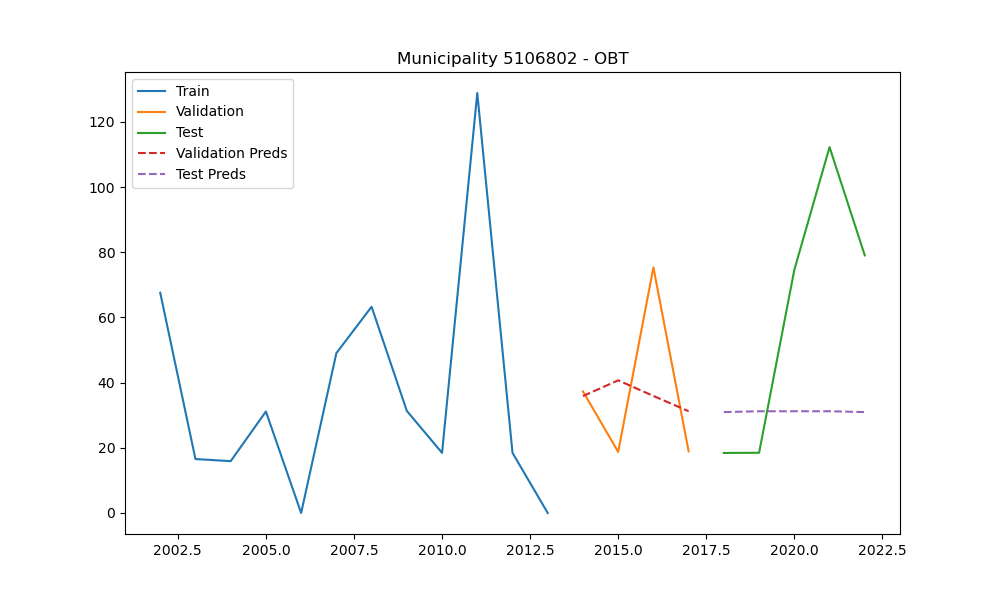 Municipality 5106802 - OBT
Train
Validation
Test
Validation Preds
Test Preds
120
100
80
60
40
20
0
2002.5 2005.0 2007.5 2010.0 2012.5 2015.0 2017.5 2020.0 2022.5